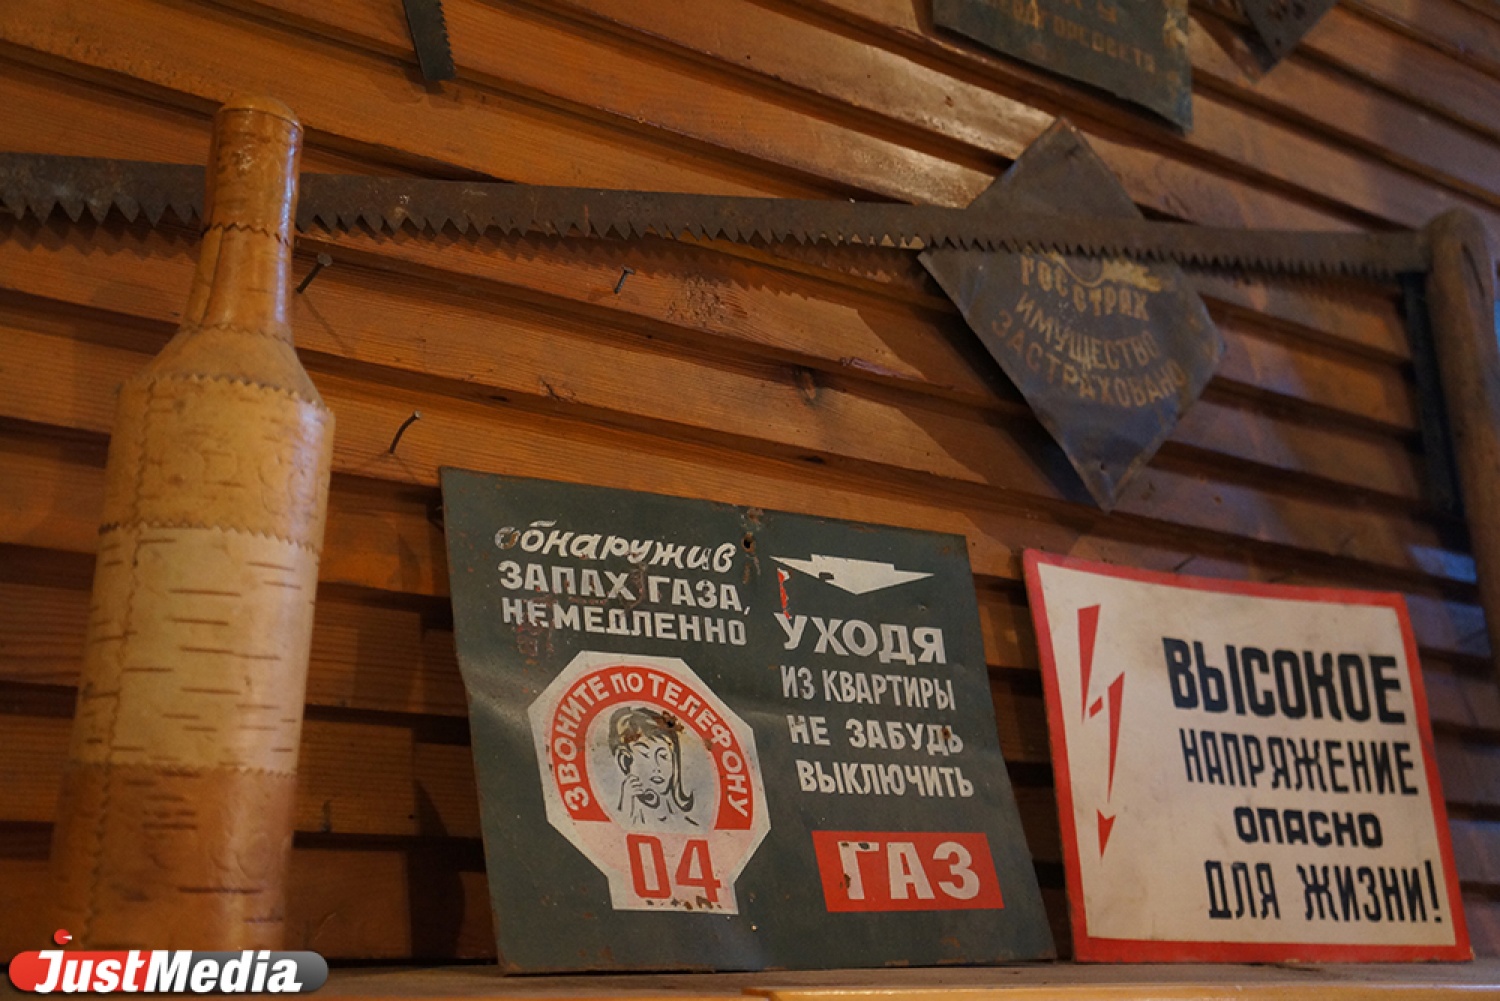 ГОССТРАХ
ИМУЩЕСТВО
ЗАСТРАХОВАНО
обнаружив
ЗАПАХ ГАЗА,
НЕМЕДЛЕННО
ЗВОНИТЕ ПО ТЕЛЕФОНУ
04
УХОДЯ
ИЗ КВАРТИРЫ
НЕ ЗАБУДЬ
ВЫКЛЮЧИТЬ
ГАЗ
ВЫСОКОЕ
НАПРЯЖЕНИЕ
ОПАСНО
ДЛЯ ЖИЗНИ!
JustMedia